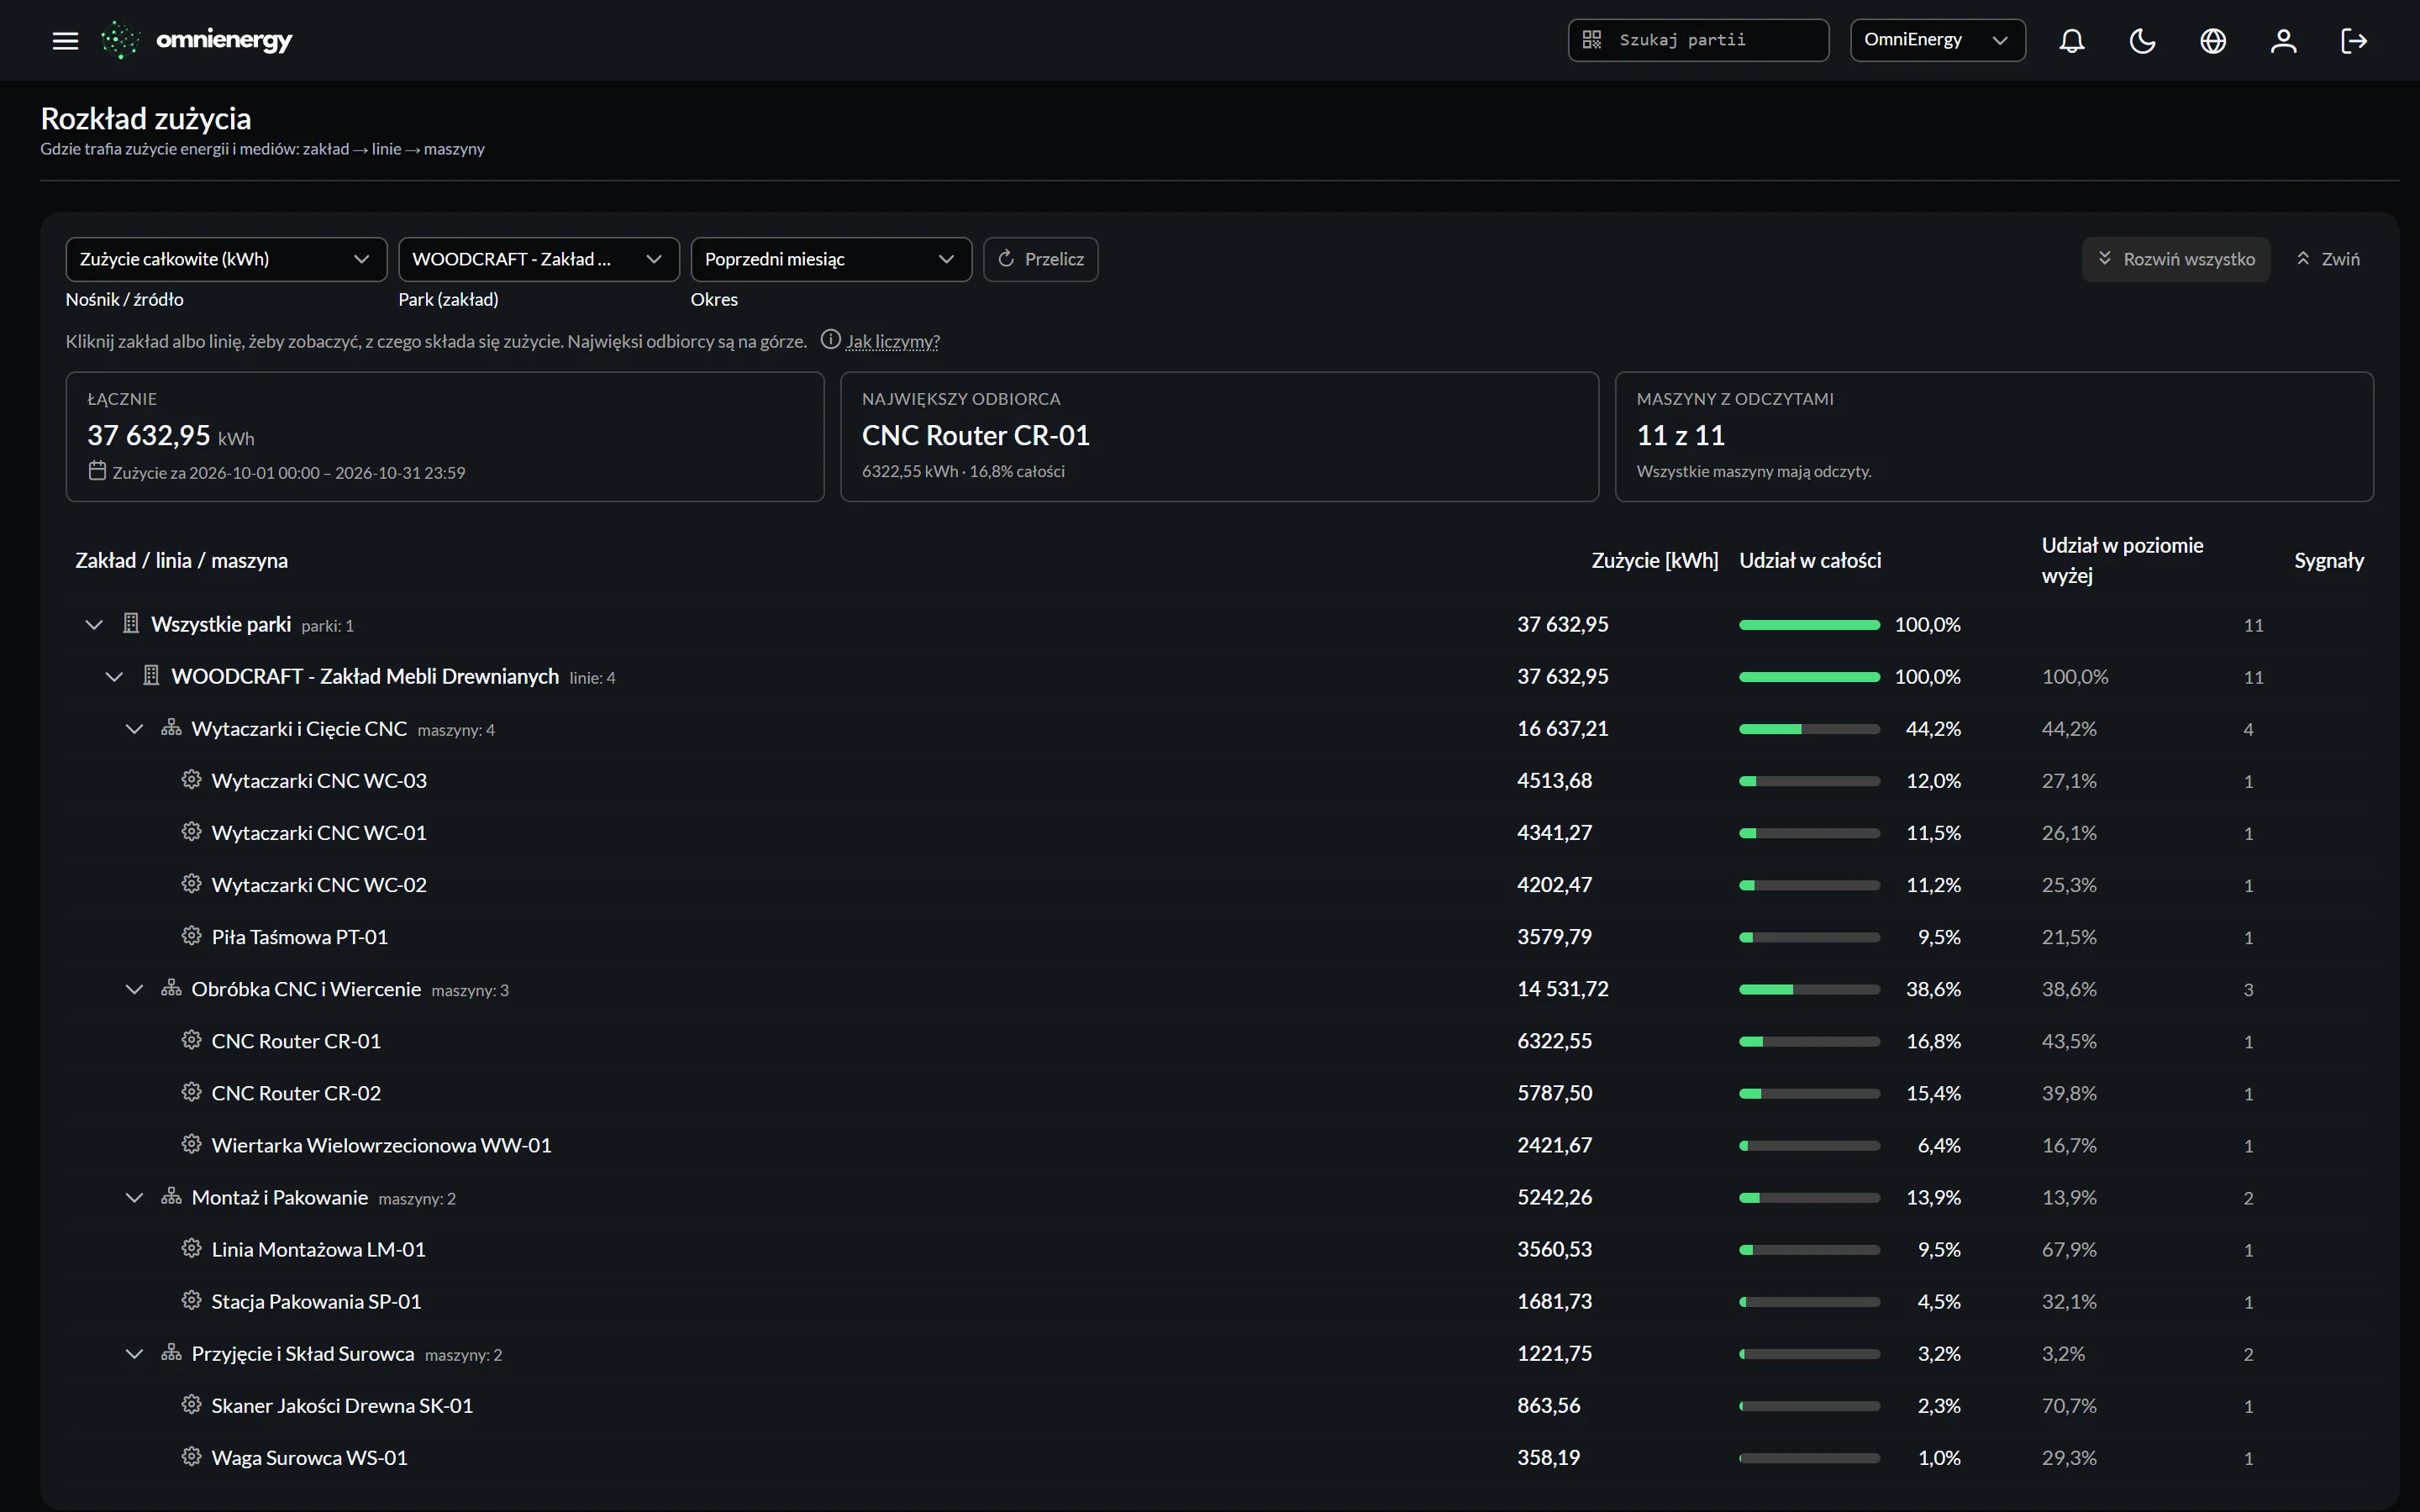 omnienergy
Szukaj partii
OmniEnergy
Rozkład zużycia
Gdzie trafia zużycie energii i mediów: zakład → linie → maszyny
Zużycie całkowite (kWh)
WOODCRAFT - Zakład ...
Poprzedni miesiąc
Przelicz
Rozwiń wszystko
Zwiń
Nośnik / źródło
Park (zakład)
Okres
Kliknij zakład albo linię, żeby zobaczyć, z czego składa się zużycie. Najwięksi odbiorcy są na górze. Jak liczymy?
ŁĄCZNIE
37 632,95 kWh
Zużycie za 2026-10-01 00:00 – 2026-10-31 23:59
NAJWIĘKSZY ODBIORCA
CNC Router CR-01
6322,55 kWh · 16,8% całości
MASZYNY Z ODCZYTAMI
11 z 11
Wszystkie maszyny mają odczyty.
Zakład / linia / maszyna Zużycie [kWh] Udział w całości Udział w poziomie wyżej Sygnały
Wszystkie parki parki: 1 37 632,95 100,0% 11
WOODCRAFT - Zakład Mebli Drewnianych linie: 4 37 632,95 100,0% 100,0% 11
Wytaczarki i Cięcie CNC maszyny: 4 16 637,21 44,2% 44,2% 4
Wytaczarki CNC WC-03 4513,68 12,0% 27,1% 1
Wytaczarki CNC WC-01 4341,27 11,5% 26,1% 1
Wytaczarki CNC WC-02 4202,47 11,2% 25,3% 1
Piła Taśmowa PT-01 3579,79 9,5% 21,5% 1
Obróbka CNC i Wiercenie maszyny: 3 14 531,72 38,6% 38,6% 3
CNC Router CR-01 6322,55 16,8% 43,5% 1
CNC Router CR-02 5787,50 15,4% 39,8% 1
Wiertarka Wielowrzecionowa WW-01 2421,67 6,4% 16,7% 1
Montaż i Pakowanie maszyny: 2 5242,26 13,9% 13,9% 2
Linia Montażowa LM-01 3560,53 9,5% 67,9% 1
Stacja Pakowania SP-01 1681,73 4,5% 32,1% 1
Przyjęcie i Skład Surowca maszyny: 2 1221,75 3,2% 3,2% 2
Skaner Jakości Drewna SK-01 863,56 2,3% 70,7% 1
Waga Surowca WS-01 358,19 1,0% 29,3% 1